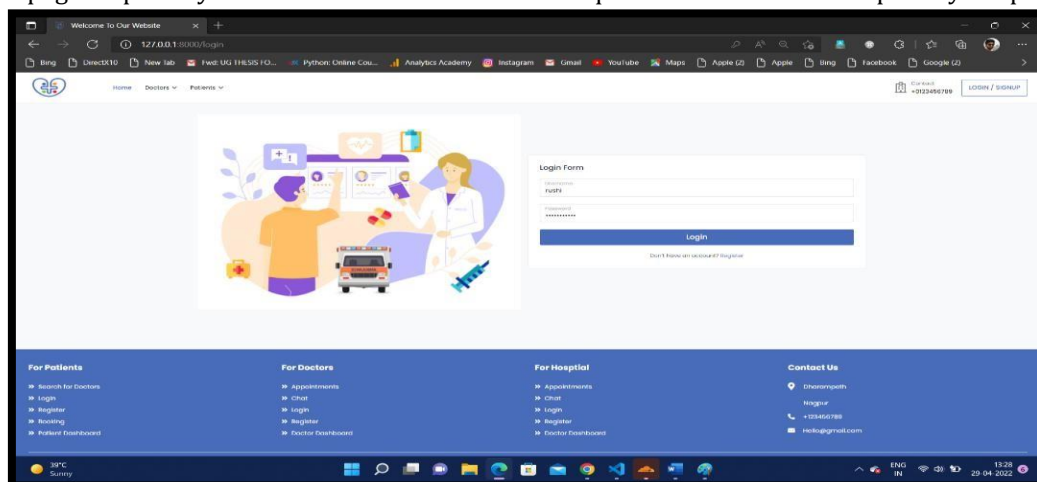 Welcome To Our Website
127.0.0.1:8000/login
Bing DirectX10 New Tab Fwd: UG THESIS FO... Python: Online Cou... Analytics Academy Instagram Gmail YouTube Maps Apple (2) Apple Bing Facebook Google (2)
Home Doctors Patients
Contact
+0123456789
LOGIN / SIGNUP
AMBULANCE
Login Form
Username
rushi
Password
Login
Don't have an account? Register
For Patients
Search for Doctors
Login
Register
Booking
Patient Dashboard
For Doctors
Appointments
Chat
Login
Register
Doctor Dashboard
For Hosptial
Appointments
Chat
Login
Register
Doctor Dashboard
Contact Us
Dharampeth
Nagpur
+123456789
Hello@gmail.com
39°C
Sunny
ENG
IN
13:28
29-04-2022
6